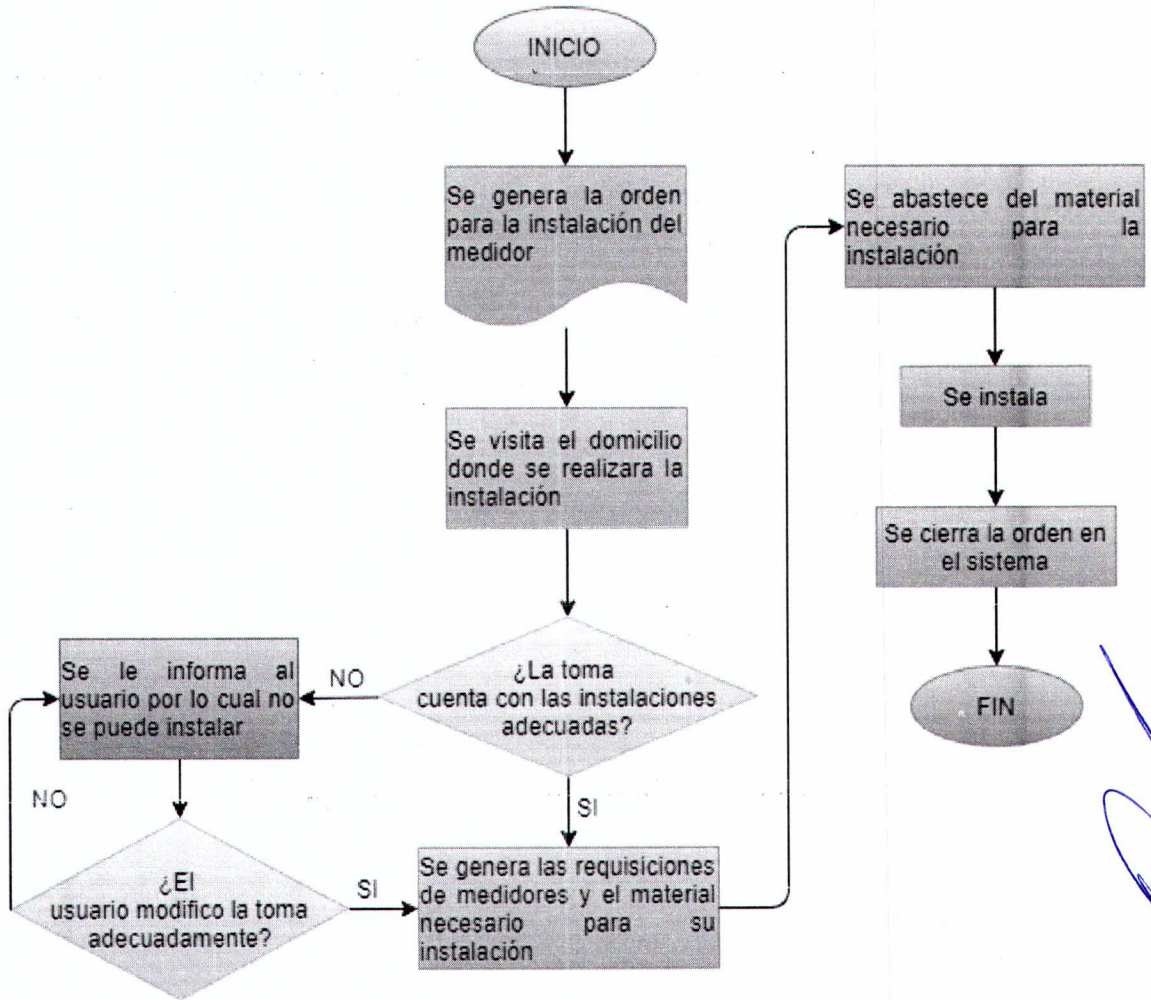 INICIO
Se genera la orden
para la instalación del
medidor
Se visita el domicilio
donde se realizara la
instalación
¿La toma
cuenta con las instalaciones
adecuadas?
NO
Se le informa al
usuario por lo cual no
se puede instalar
NO
¿El
usuario modifico la toma
adecuadamente?
SI
SI
Se genera las requisiciones
de medidores y el material
necesario para su
instalación
Se abastece del material
necesario para la
instalación
Se instala
Se cierra la orden en
el sistema
FIN